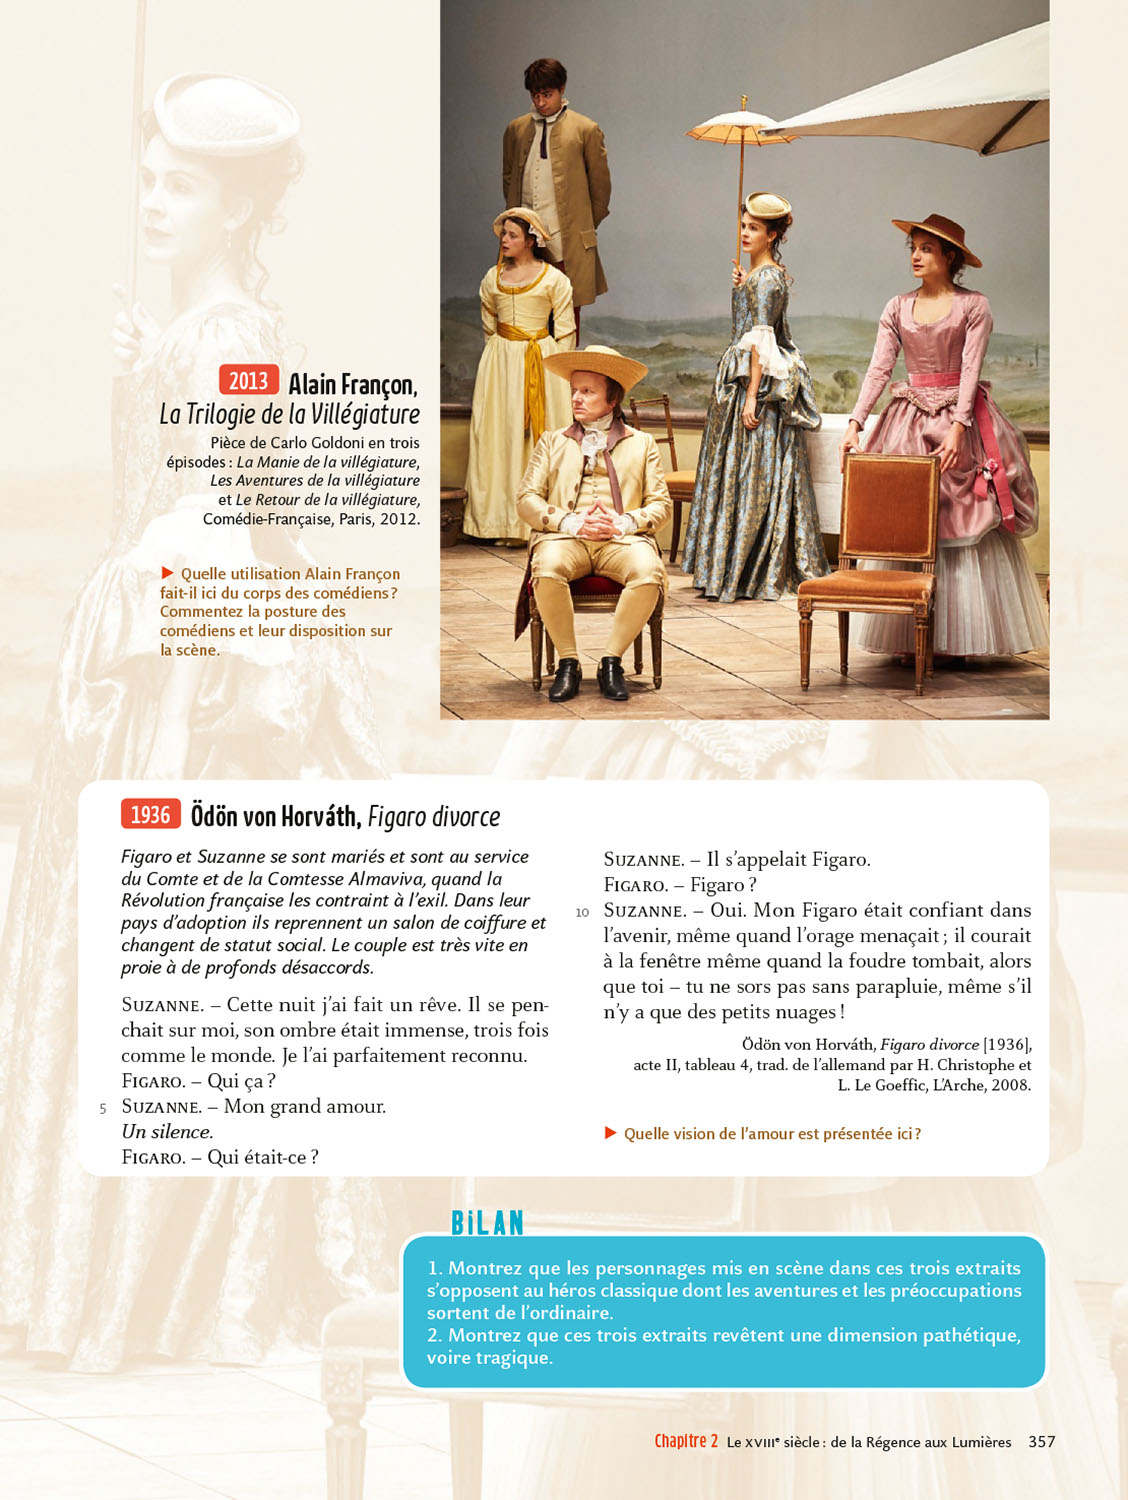 2013 Alain Françon,
La Trilogie de la Villégiature
Pièce de Carlo Goldoni en trois
épisodes : La Manie de la villégiature,
Les Aventures de la villégiature
et Le Retour de la villégiature,
Comédie-Française, Paris, 2012.
▶ Quelle utilisation Alain Françon
fait-il ici du corps des comédiens ?
Commentez la posture des
comédiens et leur disposition sur
la scène.
1936 Ödön von Horváth, Figaro divorce
Figaro et Suzanne se sont mariés et sont au service
du Comte et de la Comtesse Almaviva, quand la
Révolution française les contraint à l’exil. Dans leur
pays d’adoption ils reprennent un salon de coiffure et
changent de statut social. Le couple est très vite en
proie à de profonds désaccords.
SUZANNE. – Cette nuit j’ai fait un rêve. Il se pen-
chait sur moi, son ombre était immense, trois fois
comme le monde. Je l’ai parfaitement reconnu.
FIGARO. – Qui ça ?
5 SUZANNE. – Mon grand amour.
Un silence.
FIGARO. – Qui était-ce ?
SUZANNE. – Il s’appelait Figaro.
FIGARO. – Figaro ?
10 SUZANNE. – Oui. Mon Figaro était confiant dans
l’avenir, même quand l’orage menaçait ; il courait
à la fenêtre même quand la foudre tombait, alors
que toi – tu ne sors pas sans parapluie, même s’il
n’y a que des petits nuages !
Ödön von Horváth, Figaro divorce [1936],
acte II, tableau 4, trad. de l’allemand par H. Christophe et
L. Le Goeffic, L’Arche, 2008.
▶ Quelle vision de l’amour est présentée ici ?
BiLAN
1. Montrez que les personnages mis en scène dans ces trois extraits
s’opposent au héros classique dont les aventures et les préoccupations
sortent de l’ordinaire.
2. Montrez que ces trois extraits revêtent une dimension pathétique,
voire tragique.
Chapitre 2 Le XVIIIe siècle : de la Régence aux Lumières 357